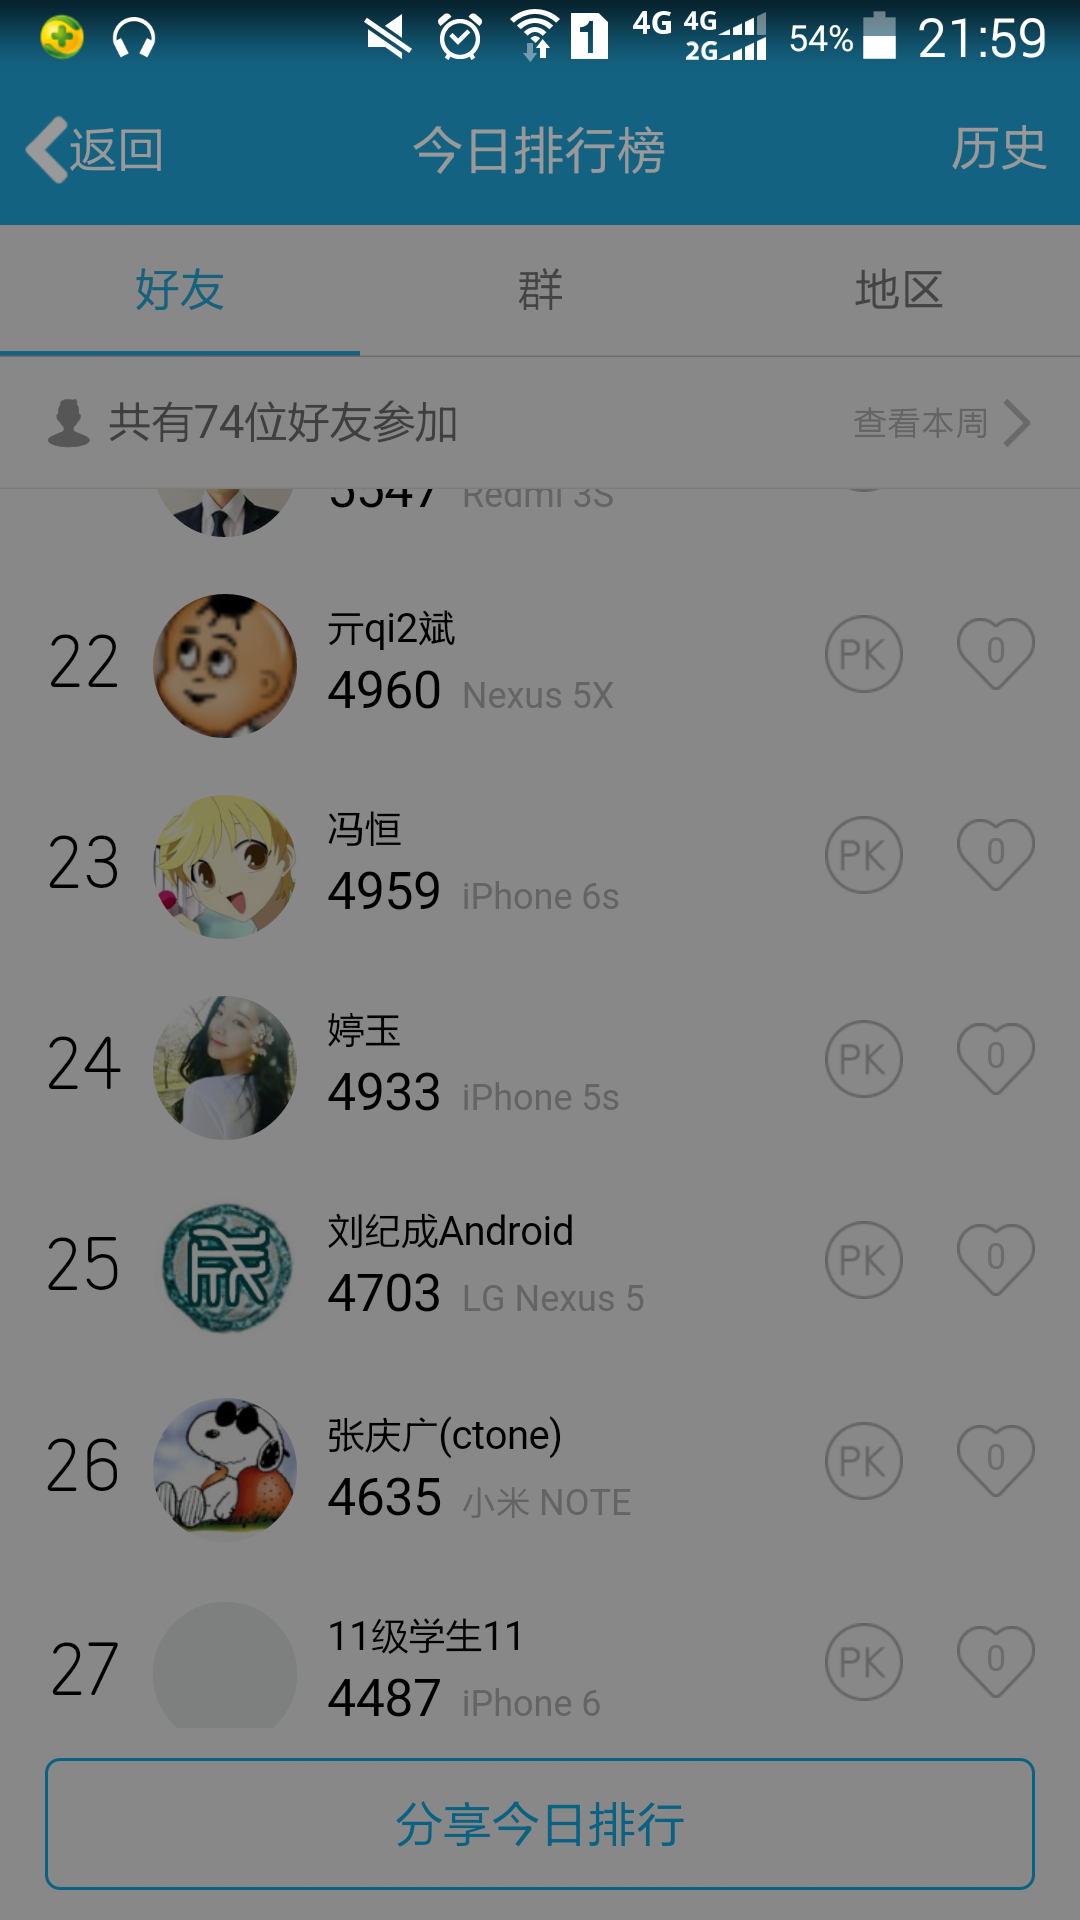 1 4G 4G 2G 54% 21:59
返回 今日排行榜 历史
好友 群 地区
共有74位好友参加 查看本周
5547 Redmi 3S
22 亓qi2斌 PK 0
4960 Nexus 5X
23 冯恒 PK 0
4959 iPhone 6s
24 婷玉 PK 0
4933 iPhone 5s
25 刘纪成Android PK 0
4703 LG Nexus 5
26 张庆广(ctone) PK 0
4635 小米 NOTE
27 11级学生11 PK 0
4487 iPhone 6
分享今日排行